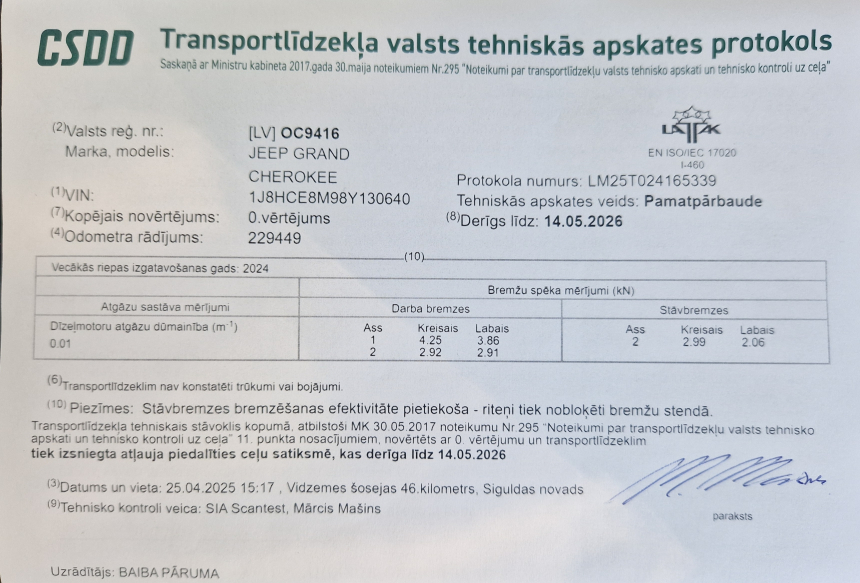 CSDD
Transportlīdzekļa valsts tehniskās apskates protokols
Saskaņā ar Ministru kabineta 2017.gada 30.maija noteikumiem Nr.295 "Noteikumi par transportlīdzekļu valsts tehnisko apskati un tehnisko kontroli uz ceļa"
LATAK
EN ISO/IEC 17020
I-460
(2)Valsts reģ. nr.: [LV] OC9416
Marka, modelis: JEEP GRAND
CHEROKEE
(1)VIN: 1J8HCE8M98Y130640
(7)Kopējais novērtējums: 0.vērtējums
(4)Odometra rādījums: 229449
Protokola numurs: LM25T024165339
Tehniskās apskates veids: Pamatpārbaude
(8)Derīgs līdz: 14.05.2026
(10)
Vecākās riepas izgatavošanas gads: 2024
Bremžu spēka mērījumi (kN)
Atgāzu sastāva mērījumi Darba bremzes Stāvbremzes
Dīzeļmotoru atgāzu dūmainība (m⁻¹) Ass Kreisais Labais Ass Kreisais Labais
0.01 1 4.25 3.86 2 2.99 2.06
2 2.92 2.91
(6)Transportlīdzeklim nav konstatēti trūkumi vai bojājumi.
(10) Piezīmes: Stāvbremzes bremzēšanas efektivitāte pietiekoša - riteņi tiek nobloķēti bremžu stendā.
Transportlīdzekļa tehniskais stāvoklis kopumā, atbilstoši MK 30.05.2017 noteikumu Nr.295 "Noteikumi par transportlīdzekļu valsts tehnisko
apskati un tehnisko kontroli uz ceļa" 11. punkta nosacījumiem, novērtēts ar 0. vērtējumu un transportlīdzeklim
tiek izsniegta atļauja piedalīties ceļu satiksmē, kas derīga līdz 14.05.2026
(3)Datums un vieta: 25.04.2025 15:17 , Vidzemes šosejas 46.kilometrs, Siguldas novads
(9)Tehnisko kontroli veica: SIA Scantest, Mārcis Mašins
paraksts
Uzrādītājs: BAIBA PĀRUMA